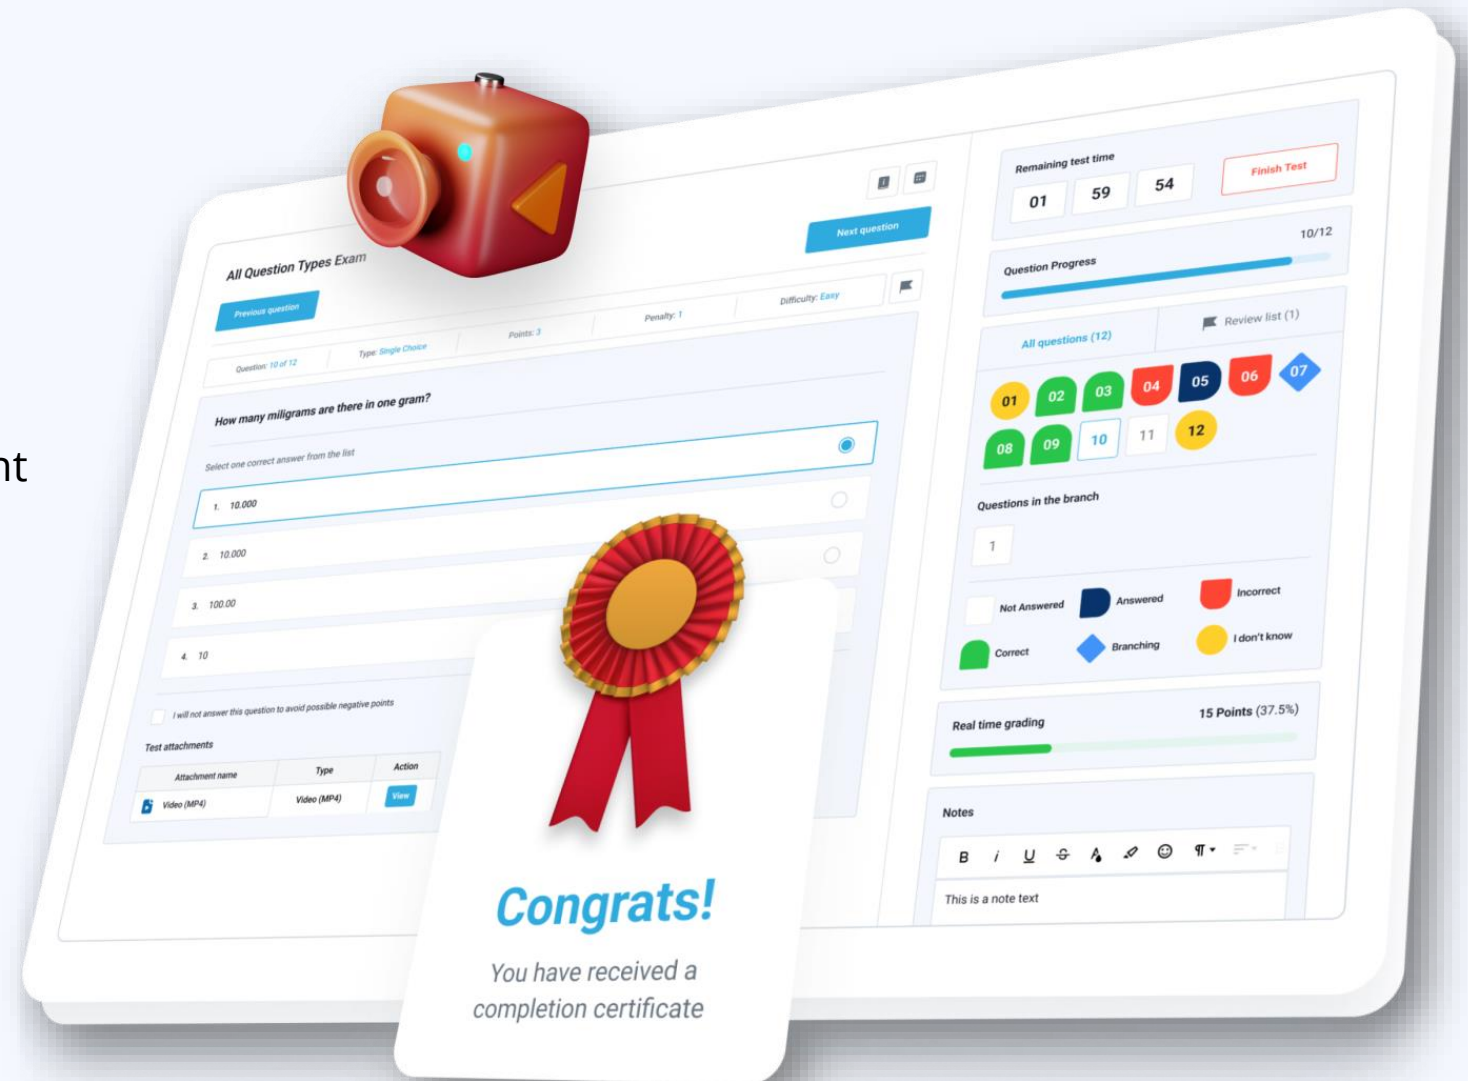 nt
All Question Types Exam
Previous question
Next question
Question: 10 of 12
Type: Single Choice
Points: 3
Penalty: 1
Difficulty: Easy
How many miligrams are there in one gram?
Select one correct answer from the list
1. 10.000
2. 10.000
3. 100.00
4. 10
I will not answer this question to avoid possible negative points
Test attachments
Attachment name Type Action
Video (MP4) Video (MP4) View
Congrats!
You have received a
completion certificate
Remaining test time
01 59 54
Finish Test
Question Progress
10/12
All questions (12)
Review list (1)
01 02 03 04 05 06 07
08 09 10 11 12
Questions in the branch
1
Not Answered Answered Incorrect
Correct Branching I don't know
Real time grading
15 Points (37.5%)
Notes
B i U S A ¶
This is a note text